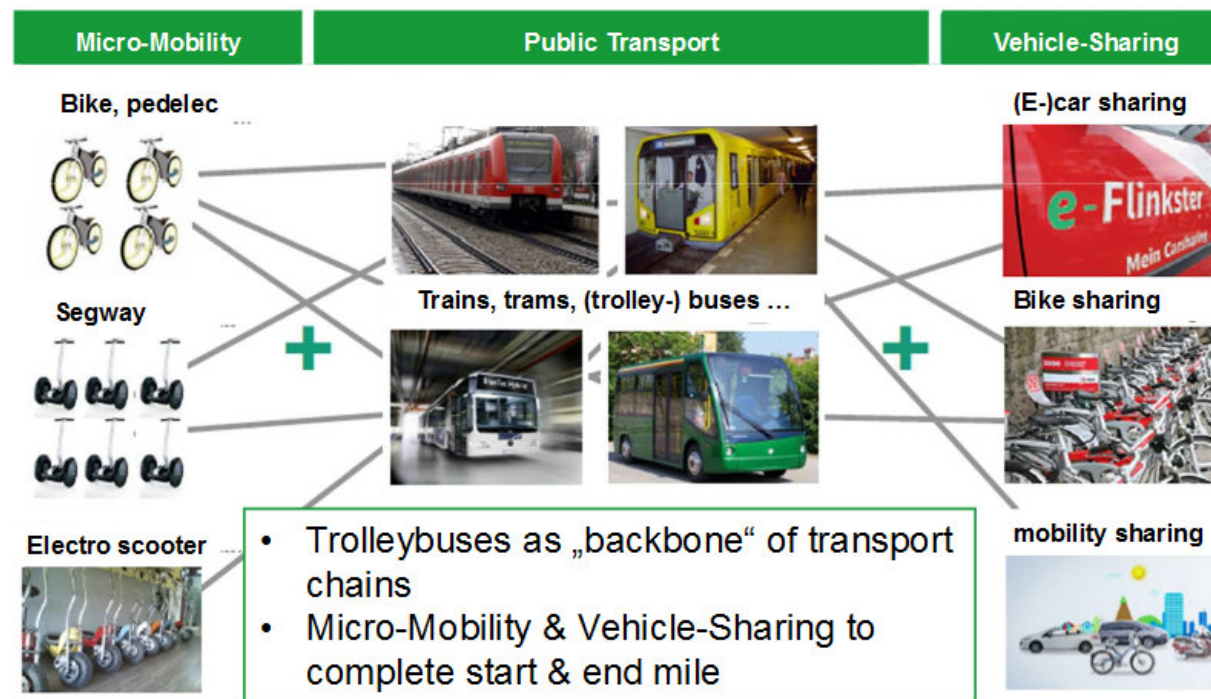 Micro-Mobility
Public Transport
Vehicle-Sharing
Bike, pedelec
...
(E-)car sharing
e-Flinkster
Mein Carsharing
Trains, trams, (trolley-) buses ...
Segway
...
Bike sharing
Electro scooter ...
mobility sharing
• Trolleybuses as „backbone“ of transport
chains
• Micro-Mobility & Vehicle-Sharing to
complete start & end mile